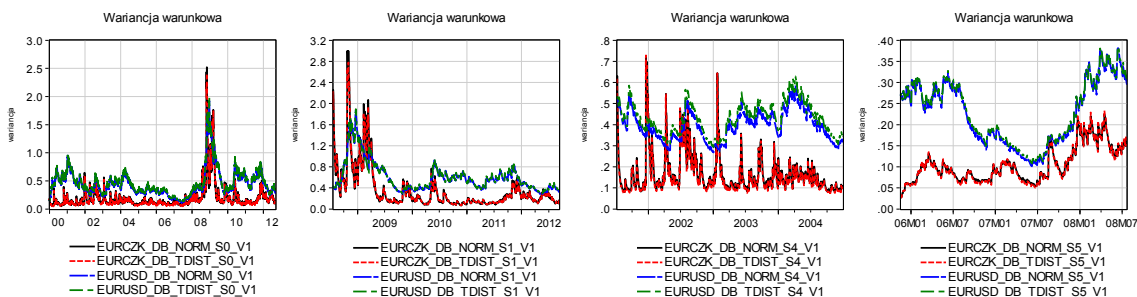 Wariancja warunkowa
wariancja
3.0
2.5
2.0
1.5
1.0
0.5
0.0
00 02 04 06 08 10 12
EURCZK_DB_NORM_S0_V1
EURCZK_DB_TDIST_S0_V1
EURUSD_DB_NORM_S0_V1
EURUSD_DB_TDIST_S0_V1
Wariancja warunkowa
wariancja
3.2
2.8
2.4
2.0
1.6
1.2
0.8
0.4
0.0
2009 2010 2011 2012
EURCZK_DB_NORM_S1_V1
EURCZK_DB_TDIST_S1_V1
EURUSD_DB_NORM_S1_V1
EURUSD_DB_TDIST_S1_V1
Wariancja warunkowa
wariancja
.8
.7
.6
.5
.4
.3
.2
.1
.0
2002 2003 2004
EURCZK_DB_NORM_S4_V1
EURCZK_DB_TDIST_S4_V1
EURUSD_DB_NORM_S4_V1
EURUSD_DB_TDIST_S4_V1
Wariancja warunkowa
wariancja
.40
.35
.30
.25
.20
.15
.10
.05
.00
06M01 06M07 07M01 07M07 08M01 08M07
EURCZK_DB_NORM_S5_V1
EURCZK_DB_TDIST_S5_V1
EURUSD_DB_NORM_S5_V1
EURUSD_DB_TDIST_S5_V1